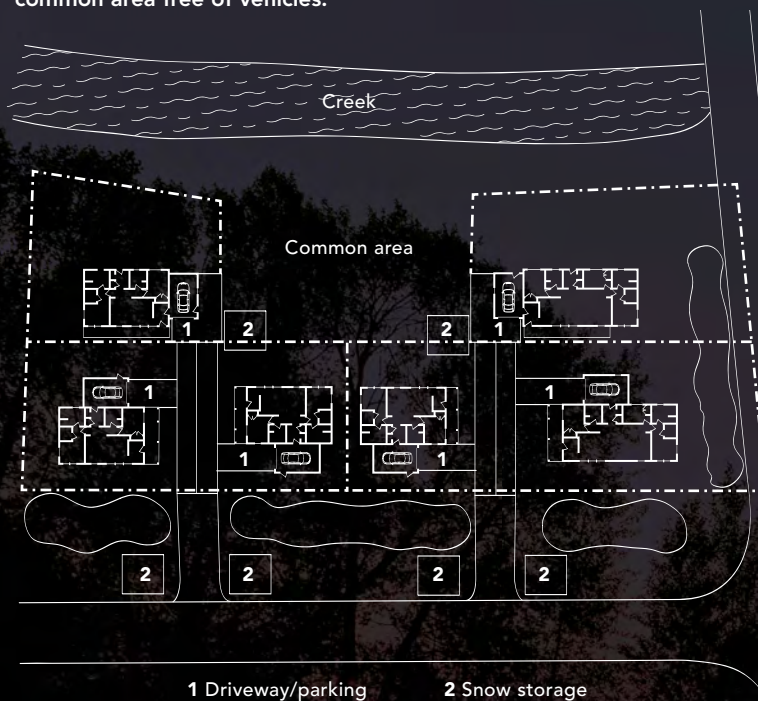 common area free of vehicles.
Creek
Common area
1 2 2 1
1 1
1 1
2 2 2 2
1 Driveway/parking 2 Snow storage